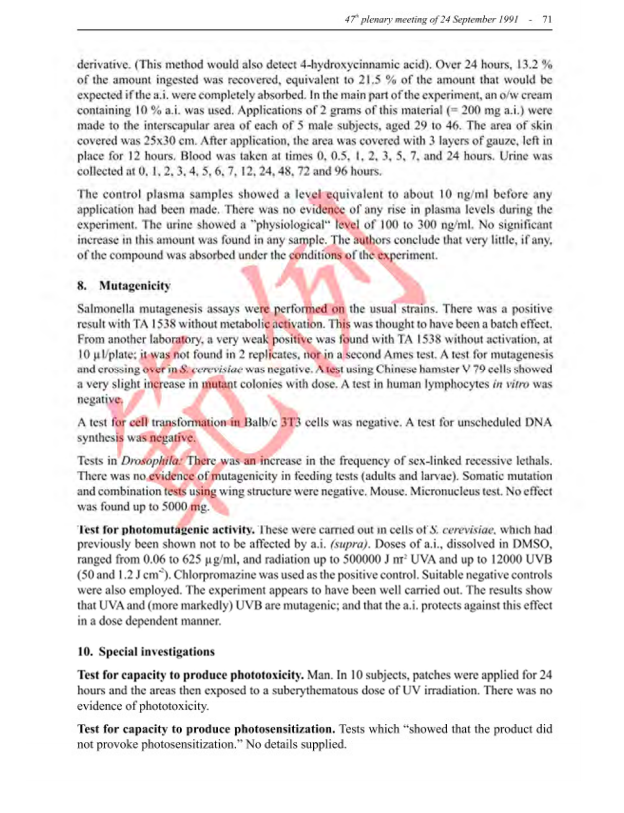 47th plenary meeting of 24 September 1991 - 71
derivative. (This method would also detect 4-hydroxycinnamic acid). Over 24 hours, 13.2 %
of the amount ingested was recovered, equivalent to 21.5 % of the amount that would be
expected if the a.i. were completely absorbed. In the main part of the experiment, an o/w cream
containing 10 % a.i. was used. Applications of 2 grams of this material (= 200 mg a.i.) were
made to the interscapular area of each of 5 male subjects, aged 29 to 46. The area of skin
covered was 25x30 cm. After application, the area was covered with 3 layers of gauze, left in
place for 12 hours. Blood was taken at times 0, 0.5, 1, 2, 3, 5, 7, and 24 hours. Urine was
collected at 0, 1, 2, 3, 4, 5, 6, 7, 12, 24, 48, 72 and 96 hours.
The control plasma samples showed a level equivalent to about 10 ng/ml before any
application had been made. There was no evidence of any rise in plasma levels during the
experiment. The urine showed a "physiological“ level of 100 to 300 ng/ml. No significant
increase in this amount was found in any sample. The authors conclude that very little, if any,
of the compound was absorbed under the conditions of the experiment.
8. Mutagenicity
Salmonella mutagenesis assays were performed on the usual strains. There was a positive
result with TA 1538 without metabolic activation. This was thought to have been a batch effect.
From another laboratory, a very weak positive was found with TA 1538 without activation, at
10 µl/plate; it was not found in 2 replicates, nor in a second Ames test. A test for mutagenesis
and crossing over in S. cerevisiae was negative. A test using Chinese hamster V 79 cells showed
a very slight increase in mutant colonies with dose. A test in human lymphocytes in vitro was
negative.
A test for cell transformation in Balb/c 3T3 cells was negative. A test for unscheduled DNA
synthesis was negative.
Tests in Drosophila: There was an increase in the frequency of sex-linked recessive lethals.
There was no evidence of mutagenicity in feeding tests (adults and larvae). Somatic mutation
and combination tests using wing structure were negative. Mouse. Micronucleus test. No effect
was found up to 5000 mg.
Test for photomutagenic activity. These were carried out in cells of S. cerevisiae, which had
previously been shown not to be affected by a.i. (supra). Doses of a.i., dissolved in DMSO,
ranged from 0.06 to 625 µg/ml, and radiation up to 500000 J m² UVA and up to 12000 UVB
(50 and 1.2 J cm⁻²). Chlorpromazine was used as the positive control. Suitable negative controls
were also employed. The experiment appears to have been well carried out. The results show
that UVA and (more markedly) UVB are mutagenic; and that the a.i. protects against this effect
in a dose dependent manner.
10. Special investigations
Test for capacity to produce phototoxicity. Man. In 10 subjects, patches were applied for 24
hours and the areas then exposed to a suberythematous dose of UV irradiation. There was no
evidence of phototoxicity.
Test for capacity to produce photosensitization. Tests which “showed that the product did
not provoke photosensitization.” No details supplied.
範例